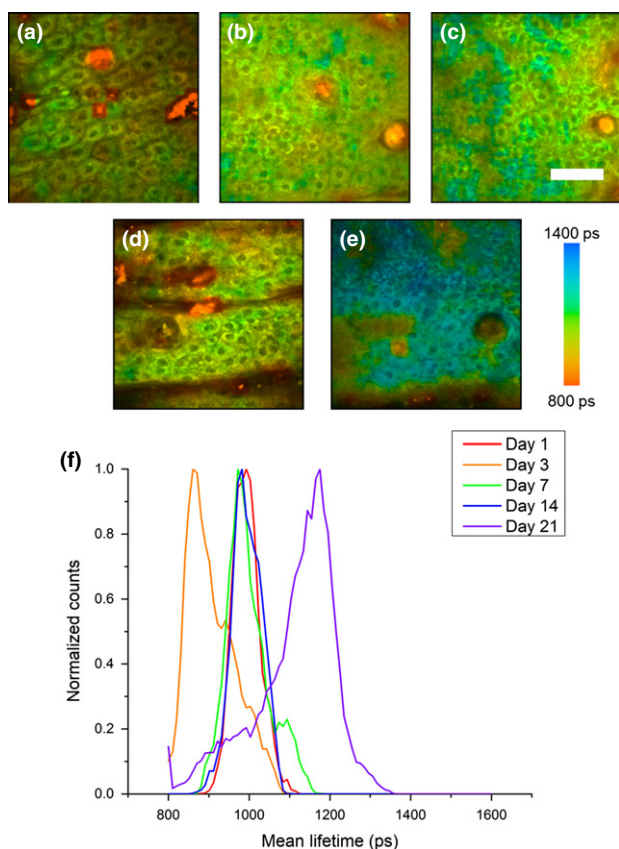 (a)
(b)
(c)
(d)
(e)
1400 ps
800 ps
(f)
Day 1
Day 3
Day 7
Day 14
Day 21
Normalized counts
1.0
0.8
0.6
0.4
0.2
0.0
800 1000 1200 1400 1600
Mean lifetime (ps)